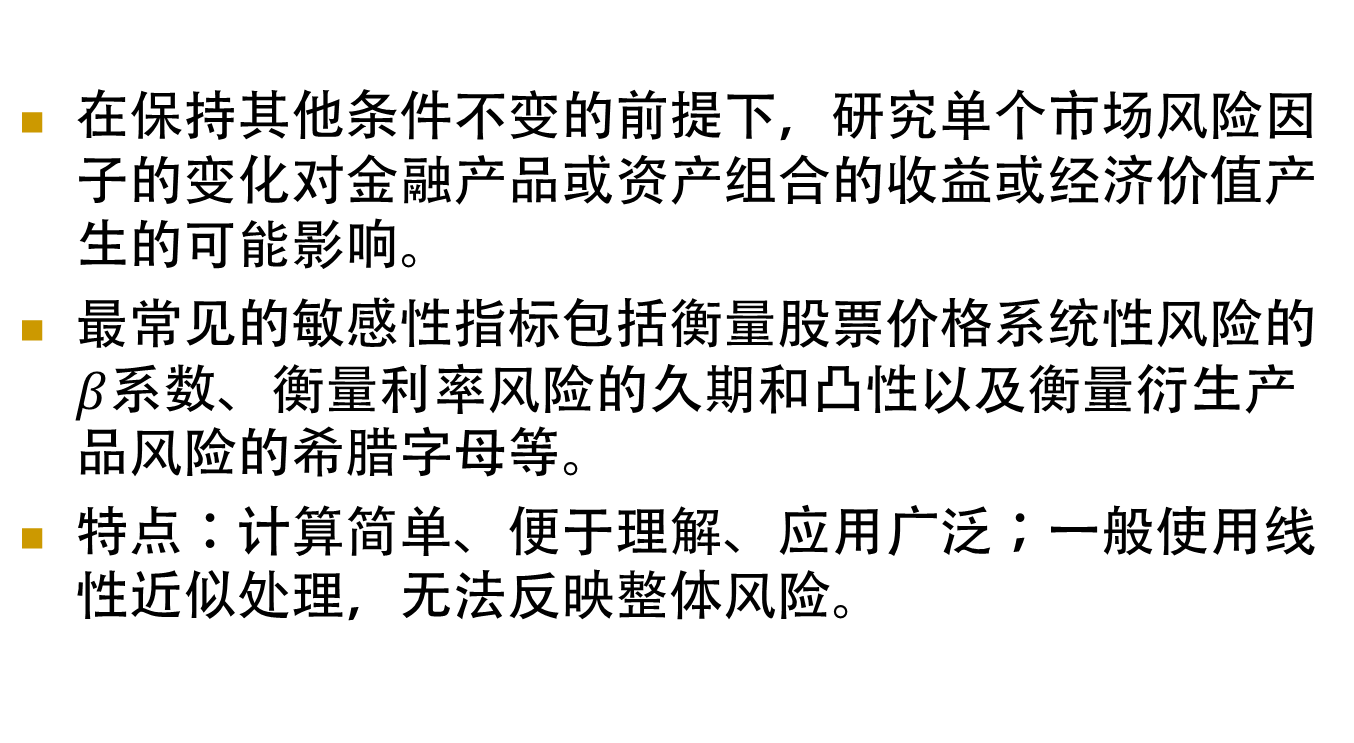 在保持其他条件不变的前提下，研究单个市场风险因
子的变化对金融产品或资产组合的收益或经济价值产
生的可能影响。
最常见的敏感性指标包括衡量股票价格系统性风险的
β系数、衡量利率风险的久期和凸性以及衡量衍生产
品风险的希腊字母等。
特点：计算简单、便于理解、应用广泛；一般使用线
性近似处理，无法反映整体风险。